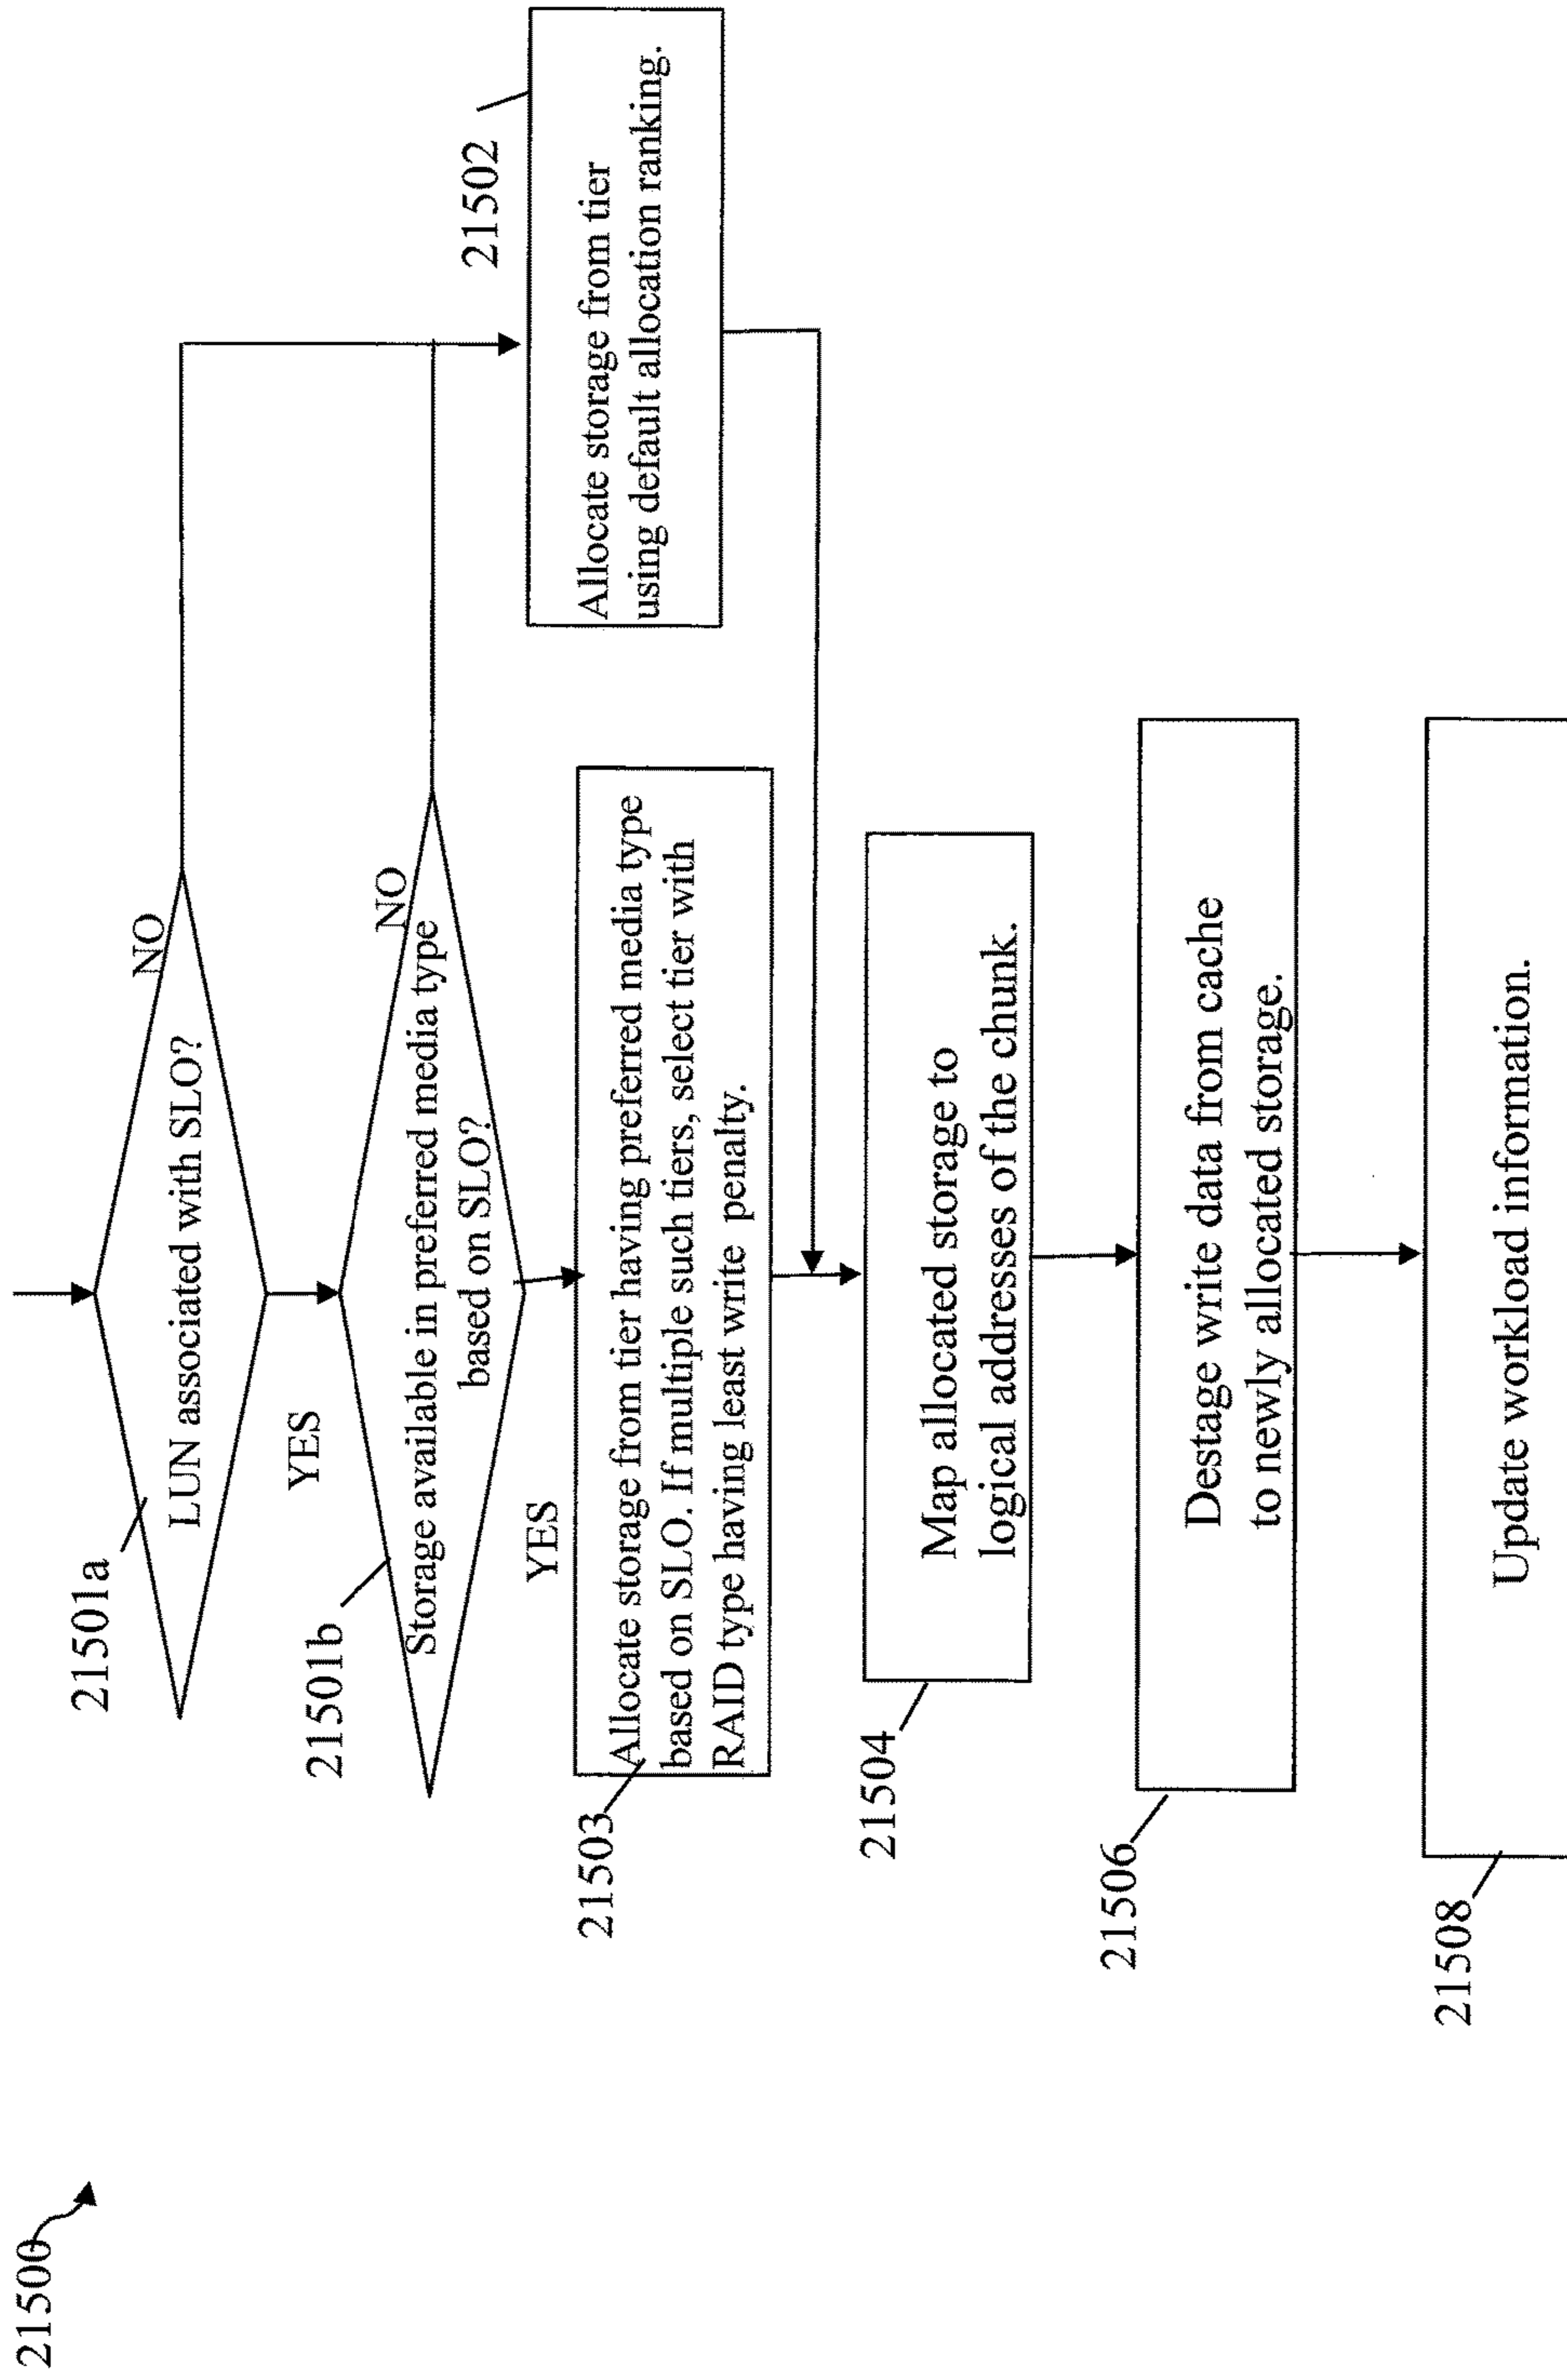 21500
21501a
LUN associated with SLO?
NO
YES
21501b
Storage available in preferred media type
based on SLO?
NO
YES
21502
Allocate storage from tier
using default allocation ranking.
21503
Allocate storage from tier having preferred media type
based on SLO. If multiple such tiers, select tier with
RAID type having least write penalty.
21504
Map allocated storage to
logical addresses of the chunk.
21506
Destage write data from cache
to newly allocated storage.
21508
Update workload information.